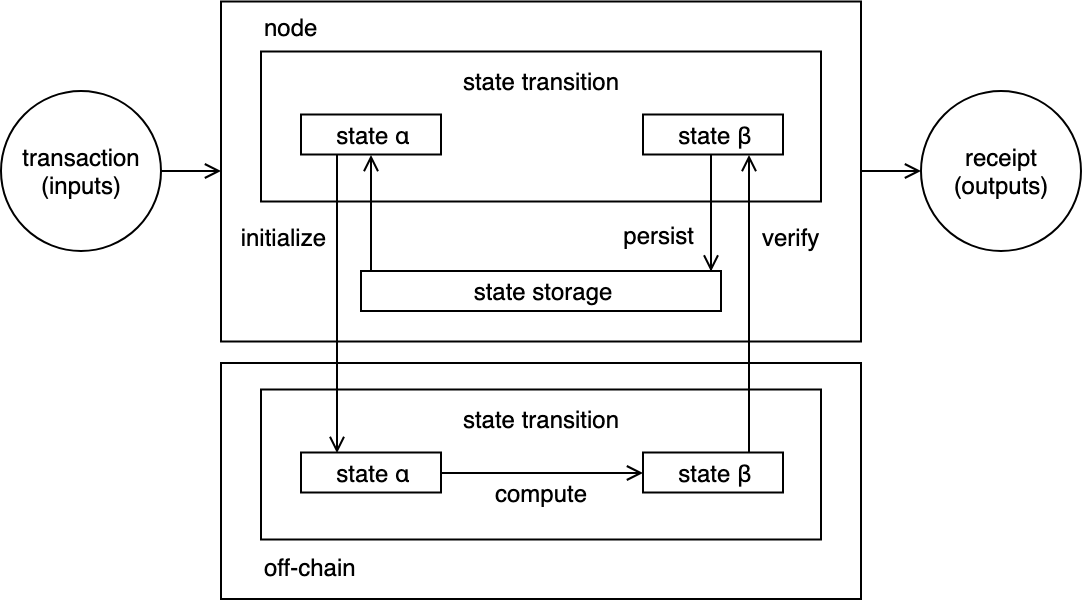 node
state transition
state α
state β
transaction
(inputs)
receipt
(outputs)
initialize
persist
verify
state storage
state transition
state α
state β
compute
off-chain